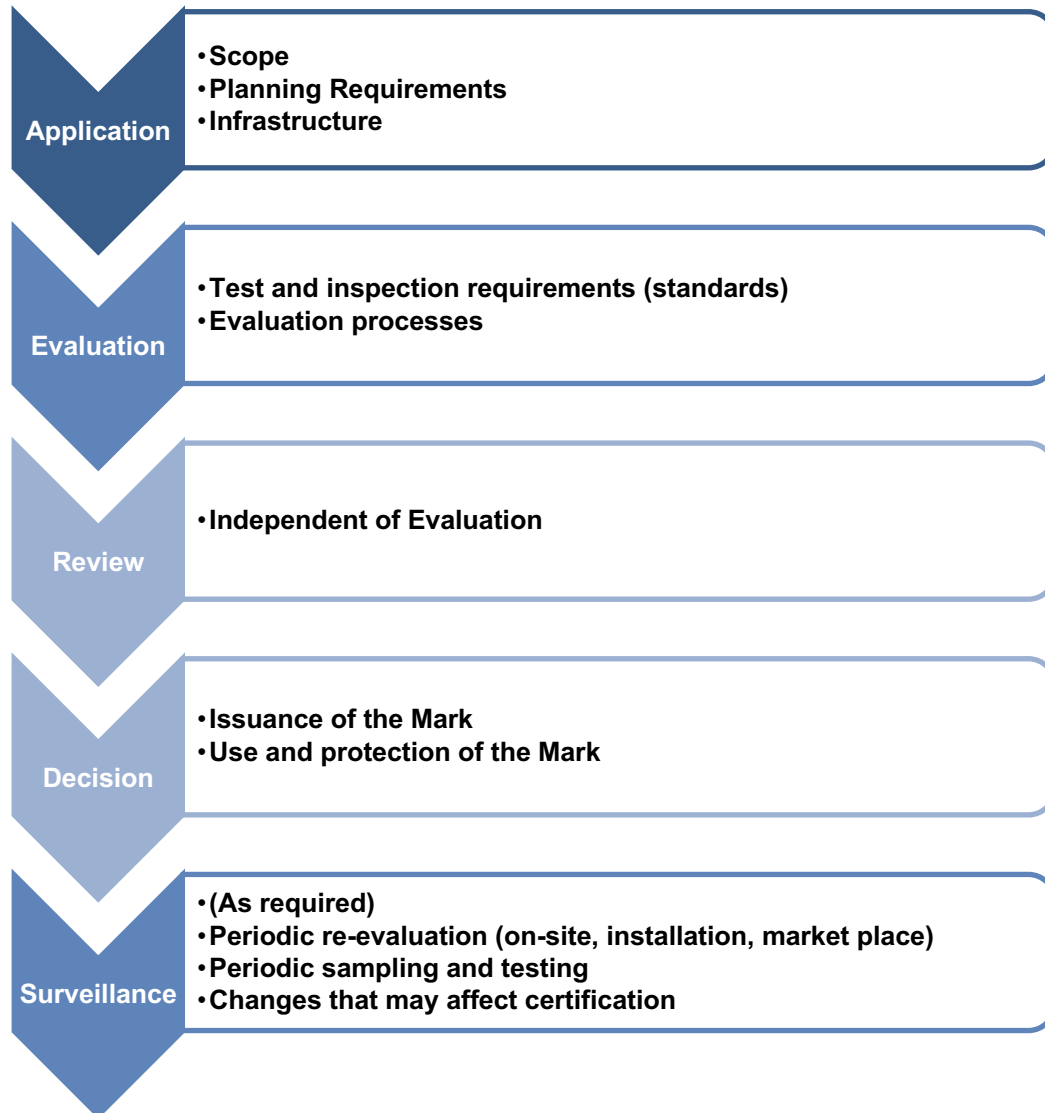 Application
•Scope
•Planning Requirements
•Infrastructure
Evaluation
•Test and inspection requirements (standards)
•Evaluation processes
Review
•Independent of Evaluation
Decision
•Issuance of the Mark
•Use and protection of the Mark
Surveillance
•(As required)
•Periodic re-evaluation (on-site, installation, market place)
•Periodic sampling and testing
•Changes that may affect certification